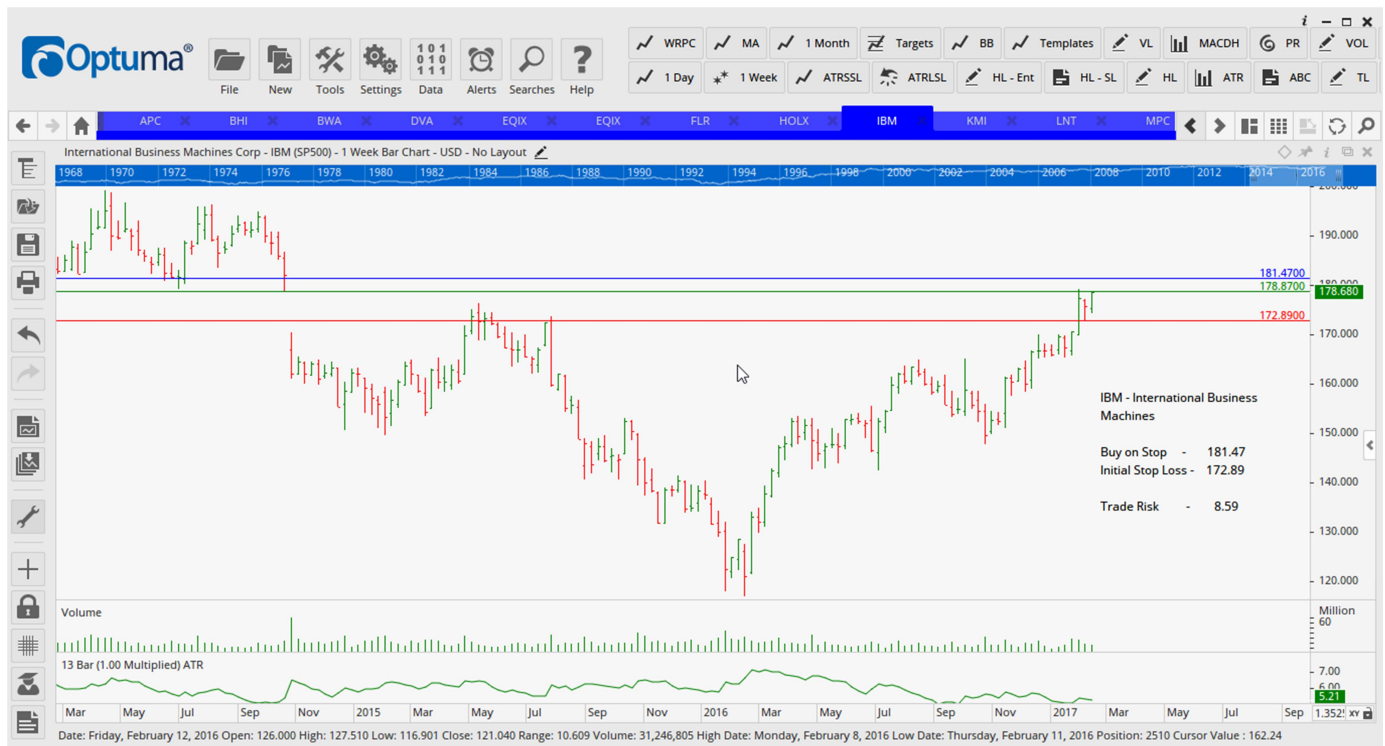 Optuma®
File New Tools Settings Data Alerts Searches Help
WRPC MA 1 Month Targets BB Templates VL MACDH PR VOL
1 Day 1 Week ATRSSL ATRLSL HL - Ent HL - SL HL ATR ABC TL
APC BHI BWA DVA EQIX EQIX FLR HOLX IBM KMI LNT MPC
International Business Machines Corp - IBM (SP500) - 1 Week Bar Chart - USD - No Layout
1968 1970 1972 1974 1976 1978 1980 1982 1984 1986 1988 1990 1992 1994 1996 1998 2000 2002 2004 2006 2008 2010 2012 2014 2016
200.000
190.000
181.4700
180.000
178.8700
178.680
172.8900
170.000
160.000
IBM - International Business
Machines
150.000
Buy on Stop - 181.47
Initial Stop Loss - 172.89
140.000
Trade Risk - 8.59
130.000
120.000
Volume
Million
60
13 Bar (1.00 Multiplied) ATR
7.00
6.00
5.21
Mar May Jul Sep Nov 2015 Mar May Jul Sep Nov 2016 Mar May Jul Sep Nov 2017 Mar May Jul Sep XY
Date: Friday, February 12, 2016 Open: 126.000 High: 127.510 Low: 116.901 Close: 121.040 Range: 10.609 Volume: 31,246,805 High Date: Monday, February 8, 2016 Low Date: Thursday, February 11, 2016 Position: 2510 Cursor Value : 162.24